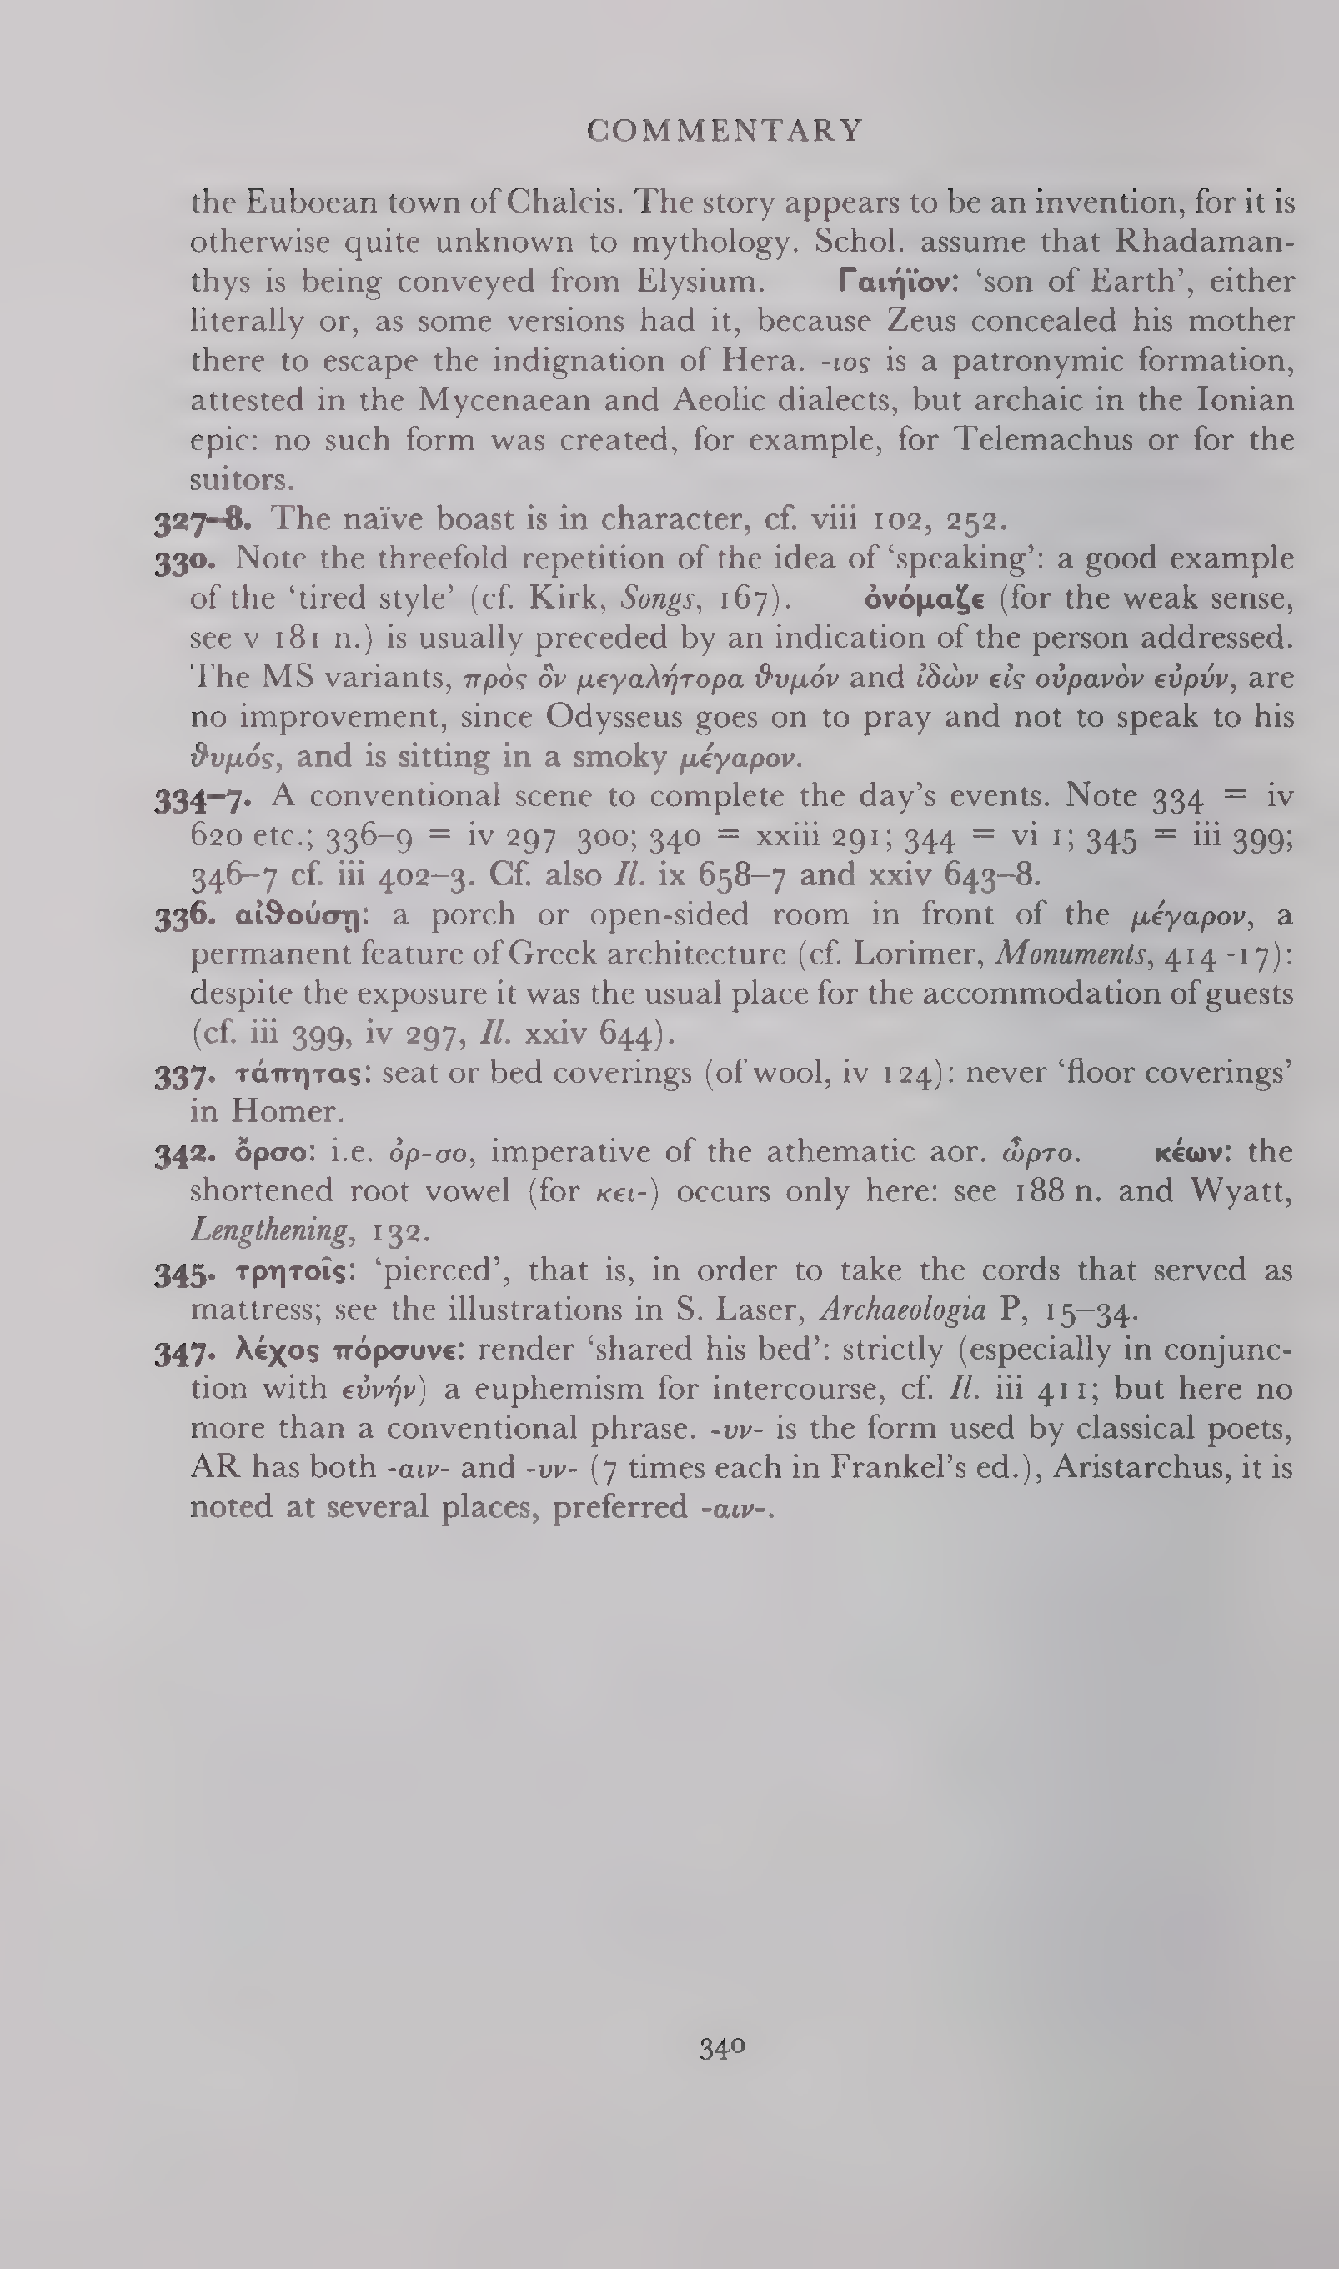 COMMENTARY
the Euboean town of Chalcis. The story appears to be an invention, for it is
otherwise quite unknown to mythology. Schol. assume that Rhadaman-
thys is being conveyed from Elysium. Γαιήϊον: ‘son of Earth’, either
literally or, as some versions had it, because Zeus concealed his mother
there to escape the indignation of Hera. -ιος is a patronymic formation,
attested in the Mycenaean and Aeolic dialects, but archaic in the Ionian
epic: no such form was created, for example, for Telemachus or for the
suitors.
327–8. The naïve boast is in character, cf. viii 102, 252.
330. Note the threefold repetition of the idea of ‘speaking’: a good example
of the ‘tired style’ (cf. Kirk, Songs, 167). ὀνόμαζε (for the weak sense,
see v 181 n.) is usually preceded by an indication of the person addressed.
The MS variants, πρὸς ὃν μεγαλήτορα ϑυμόν and ἰδὼν εἰς οὐρανὸν εὐρύν, are
no improvement, since Odysseus goes on to pray and not to speak to his
ϑυμός, and is sitting in a smoky μέγαρον.
334–7. A conventional scene to complete the day’s events. Note 334 = iv
620 etc.; 336–9 = iv 297 300; 340 = xxiii 291; 344 = vi 1; 345 = iii 399;
346–7 cf. iii 402–3. Cf. also Il. ix 658–7 and xxiv 643–8.
336. αἰϑούσῃ: a porch or open-sided room in front of the μέγαρον, a
permanent feature of Greek architecture (cf. Lorimer, Monuments, 414-17):
despite the exposure it was the usual place for the accommodation of guests
(cf. iii 399, iv 297, Il. xxiv 644).
337. τάπητας: seat or bed coverings (of wool, iv 124): never ‘floor coverings’
in Homer.
342. ὄρσο: i.e. ὄρ-σο, imperative of the athematic aor. ὦρτο. κέων: the
shortened root vowel (for κει-) occurs only here: see 188 n. and Wyatt,
Lengthening, 132.
345. τρητοῖς: ‘pierced’, that is, in order to take the cords that served as
mattress; see the illustrations in S. Laser, Archaeologia P, 15–34.
347. λέχος πόρσυνε: render ‘shared his bed’: strictly (especially in conjunc-
tion with εὐνήν) a euphemism for intercourse, cf. Il. iii 411; but here no
more than a conventional phrase. -υν- is the form used by classical poets,
AR has both -αιν- and -υν- (7 times each in Frankel’s ed.), Aristarchus, it is
noted at several places, preferred -αιν-.
340